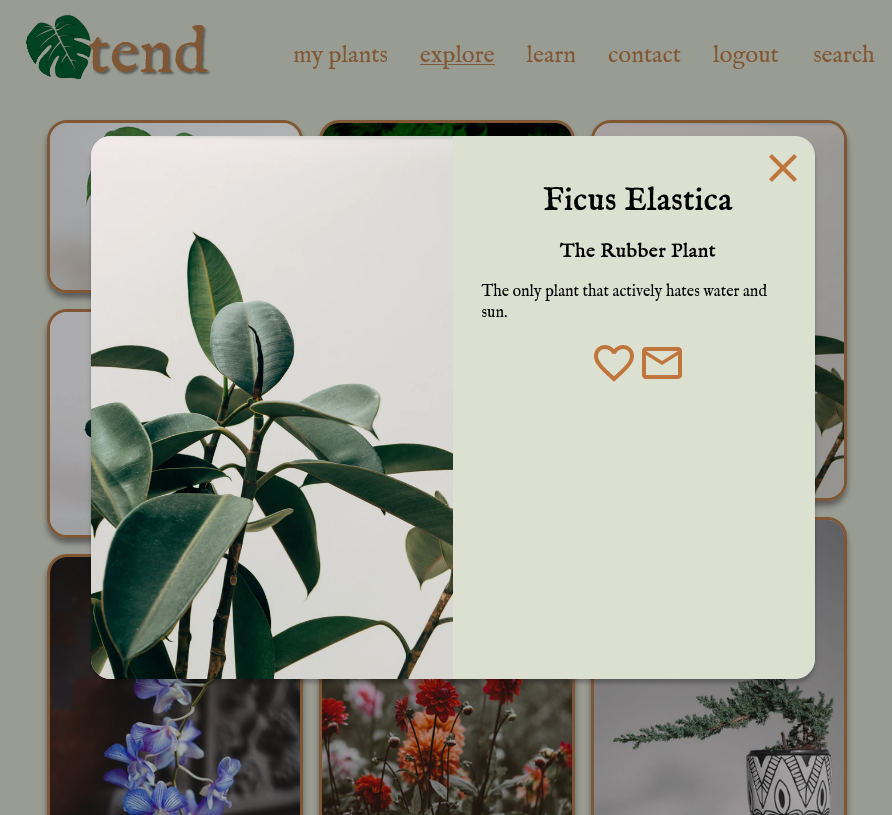 tend
my plants explore learn contact logout search
Ficus Elastica
The Rubber Plant
The only plant that actively hates water and
sun.